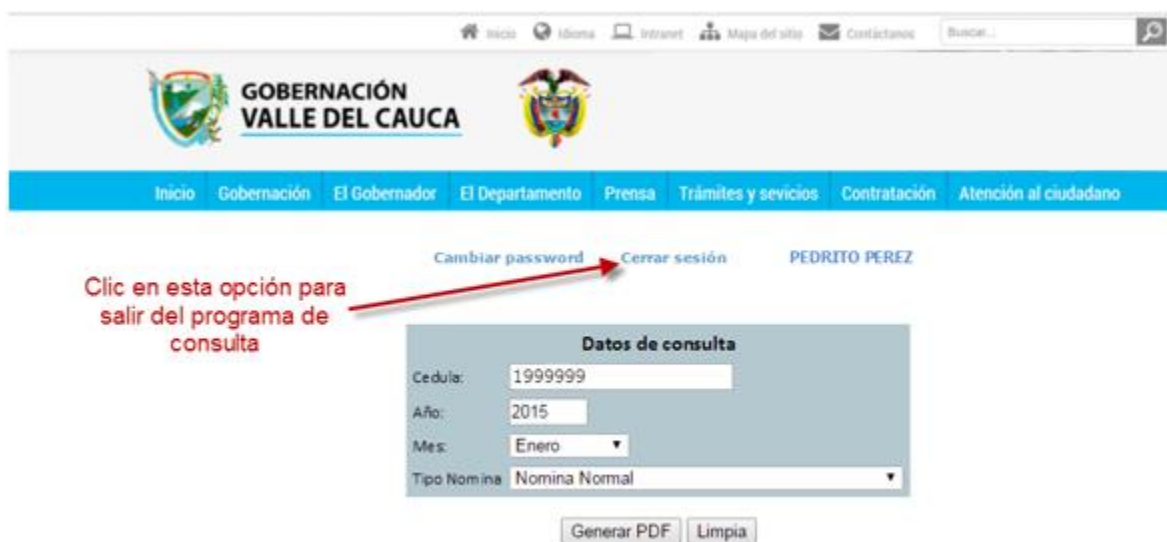 Inicio Idioma Intranet Mapa del sitio Contáctanos Buscar...
GOBERNACIÓN
VALLE DEL CAUCA
Inicio Gobernación El Gobernador El Departamento Prensa Trámites y sevicios Contratación Atención al ciudadano
Cambiar password Cerrar sesión PEDRITO PEREZ
Clic en esta opción para
salir del programa de
consulta
Datos de consulta
Cedula: 1999999
Año: 2015
Mes: Enero
Tipo Nomina Nomina Normal
Generar PDF Limpia